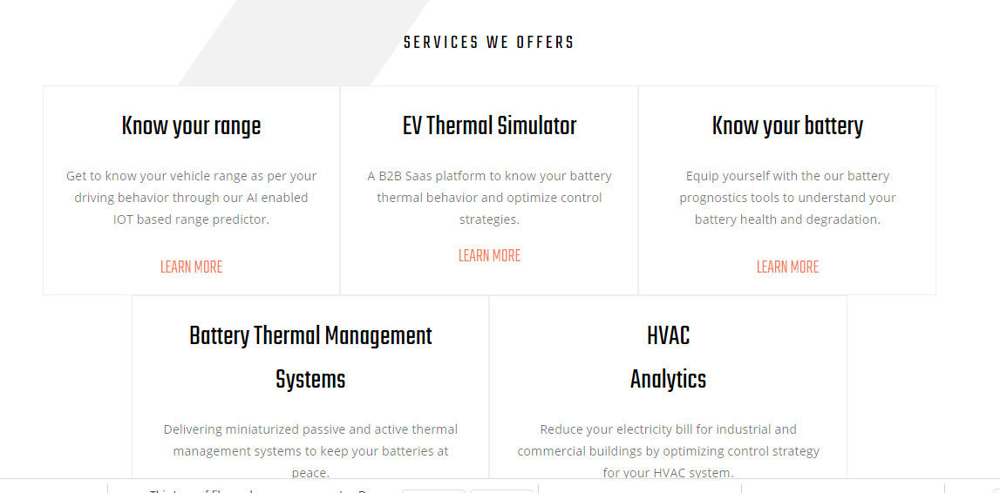 SERVICES WE OFFERS
Know your range
Get to know your vehicle range as per your
driving behavior through our AI enabled
IOT based range predictor.
LEARN MORE
EV Thermal Simulator
A B2B Saas platform to know your battery
thermal behavior and optimize control
strategies.
LEARN MORE
Know your battery
Equip yourself with the our battery
prognostics tools to understand your
battery health and degradation.
LEARN MORE
Battery Thermal Management
Systems
Delivering miniaturized passive and active thermal
management systems to keep your batteries at
peace.
HVAC
Analytics
Reduce your electricity bill for industrial and
commercial buildings by optimizing control strategy
for your HVAC system.